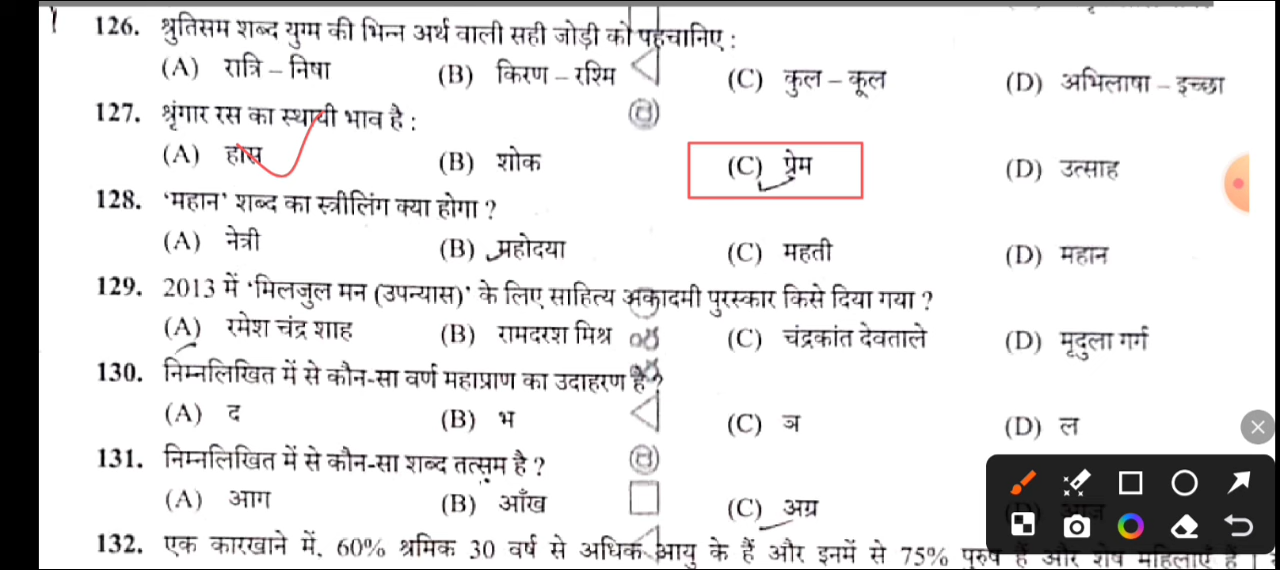 126. श्रुतिसम शब्द युग्म की भिन्न अर्थ वाली सही जोड़ी को पहचानिए :
(A) रात्रि – निषा (B) किरण – रश्मि (C) कुल – कूल (D) अभिलाषा – इच्छा
127. श्रृंगार रस का स्थायी भाव है :
(A) हास (B) शोक (C) प्रेम (D) उत्साह
128. 'महान' शब्द का स्त्रीलिंग क्या होगा ?
(A) नेत्री (B) महोदया (C) महती (D) महान
129. 2013 में 'मिलजुल मन (उपन्यास)' के लिए साहित्य अकादमी पुरस्कार किसे दिया गया ?
(A) रमेश चंद्र शाह (B) रामदरश मिश्र (C) चंद्रकांत देवताले (D) मृदुला गर्ग
130. निम्नलिखित में से कौन-सा वर्ण महाप्राण का उदाहरण है ?
(A) द (B) भ (C) ञ (D) ल
131. निम्नलिखित में से कौन-सा शब्द तत्सम है ?
(A) आग (B) आँख (C) अग्र (D) आज
132. एक कारखाने में, 60% श्रमिक 30 वर्ष से अधिक आयु के हैं और इनमें से 75% पुरुष हैं और शेष महिलाएँ हैं ।